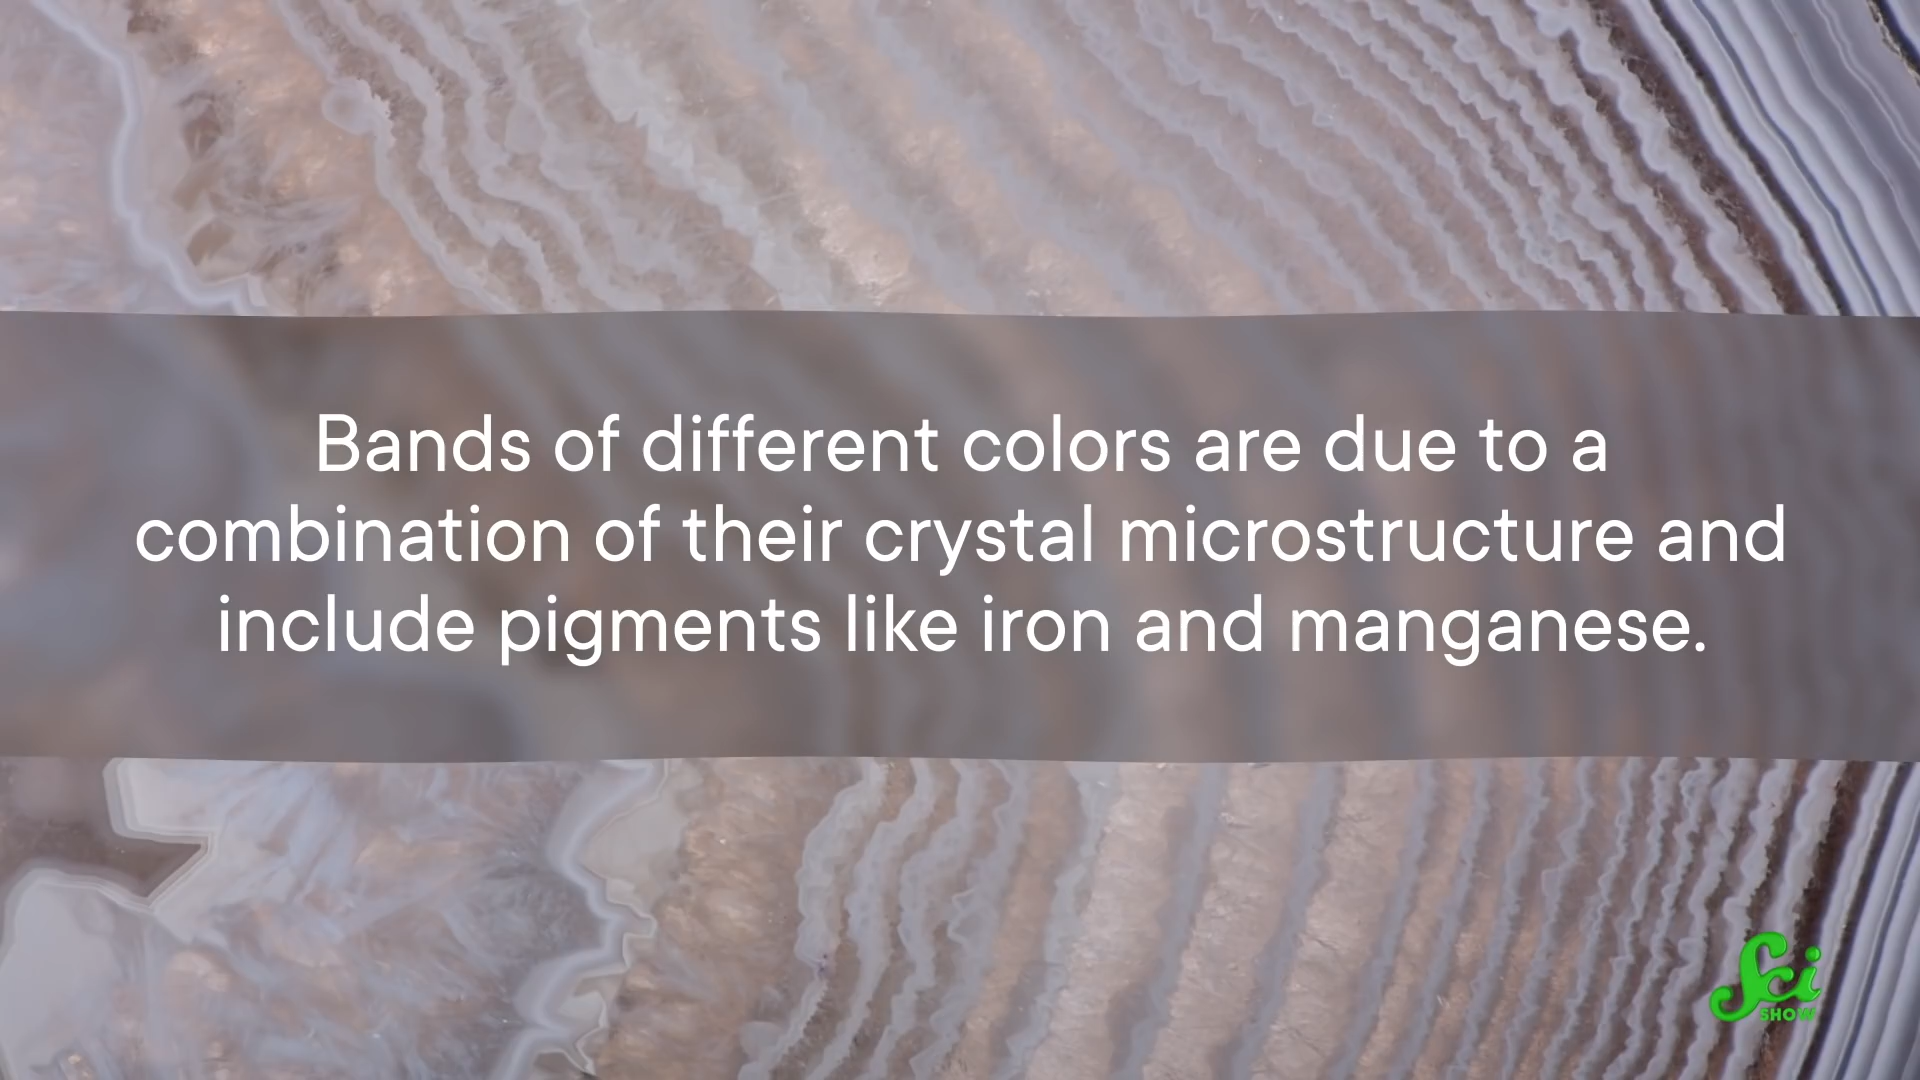 Bands of different colors are due to a
combination of their crystal microstructure and
include pigments like iron and manganese.
Sci
SHOW